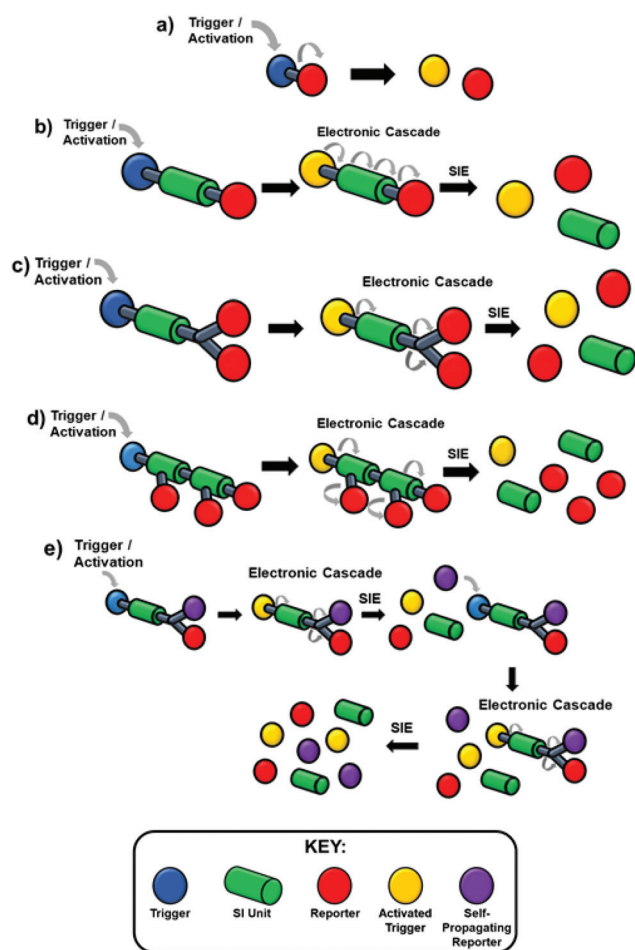 a)
Trigger /
Activation
b)
Trigger /
Activation
Electronic Cascade
SIE
c)
Trigger /
Activation
Electronic Cascade
SIE
d)
Trigger /
Activation
Electronic Cascade
SIE
e)
Trigger /
Activation
Electronic Cascade
SIE
Electronic Cascade
SIE
KEY:
Trigger
SI Unit
Reporter
Activated
Trigger
Self-
Propagating
Reporter